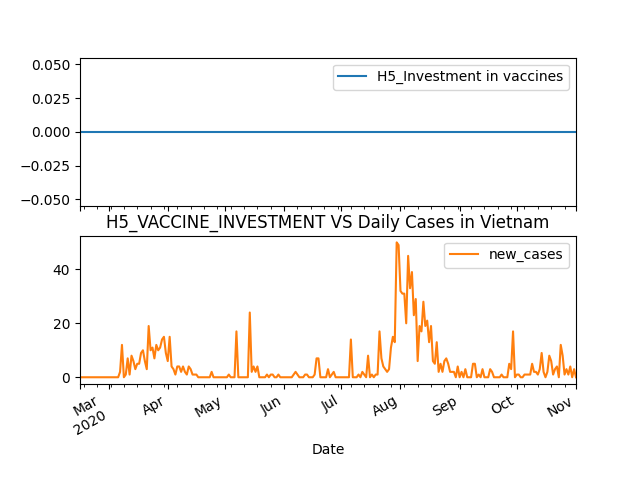 0.050
0.025
0.000
−0.025
−0.050
H5_Investment in vaccines
H5_VACCINE_INVESTMENT VS Daily Cases in Vietnam
40
20
0
new_cases
Mar
2020
Apr
May
Jun
Jul
Aug
Sep
Oct
Nov
Date